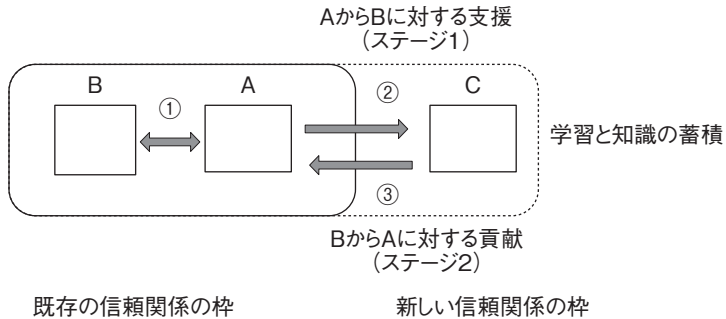 AからBに対する支援
（ステージ1）
B
A
C
①
②
③
学習と知識の蓄積
BからAに対する貢献
（ステージ2）
既存の信頼関係の枠
新しい信頼関係の枠